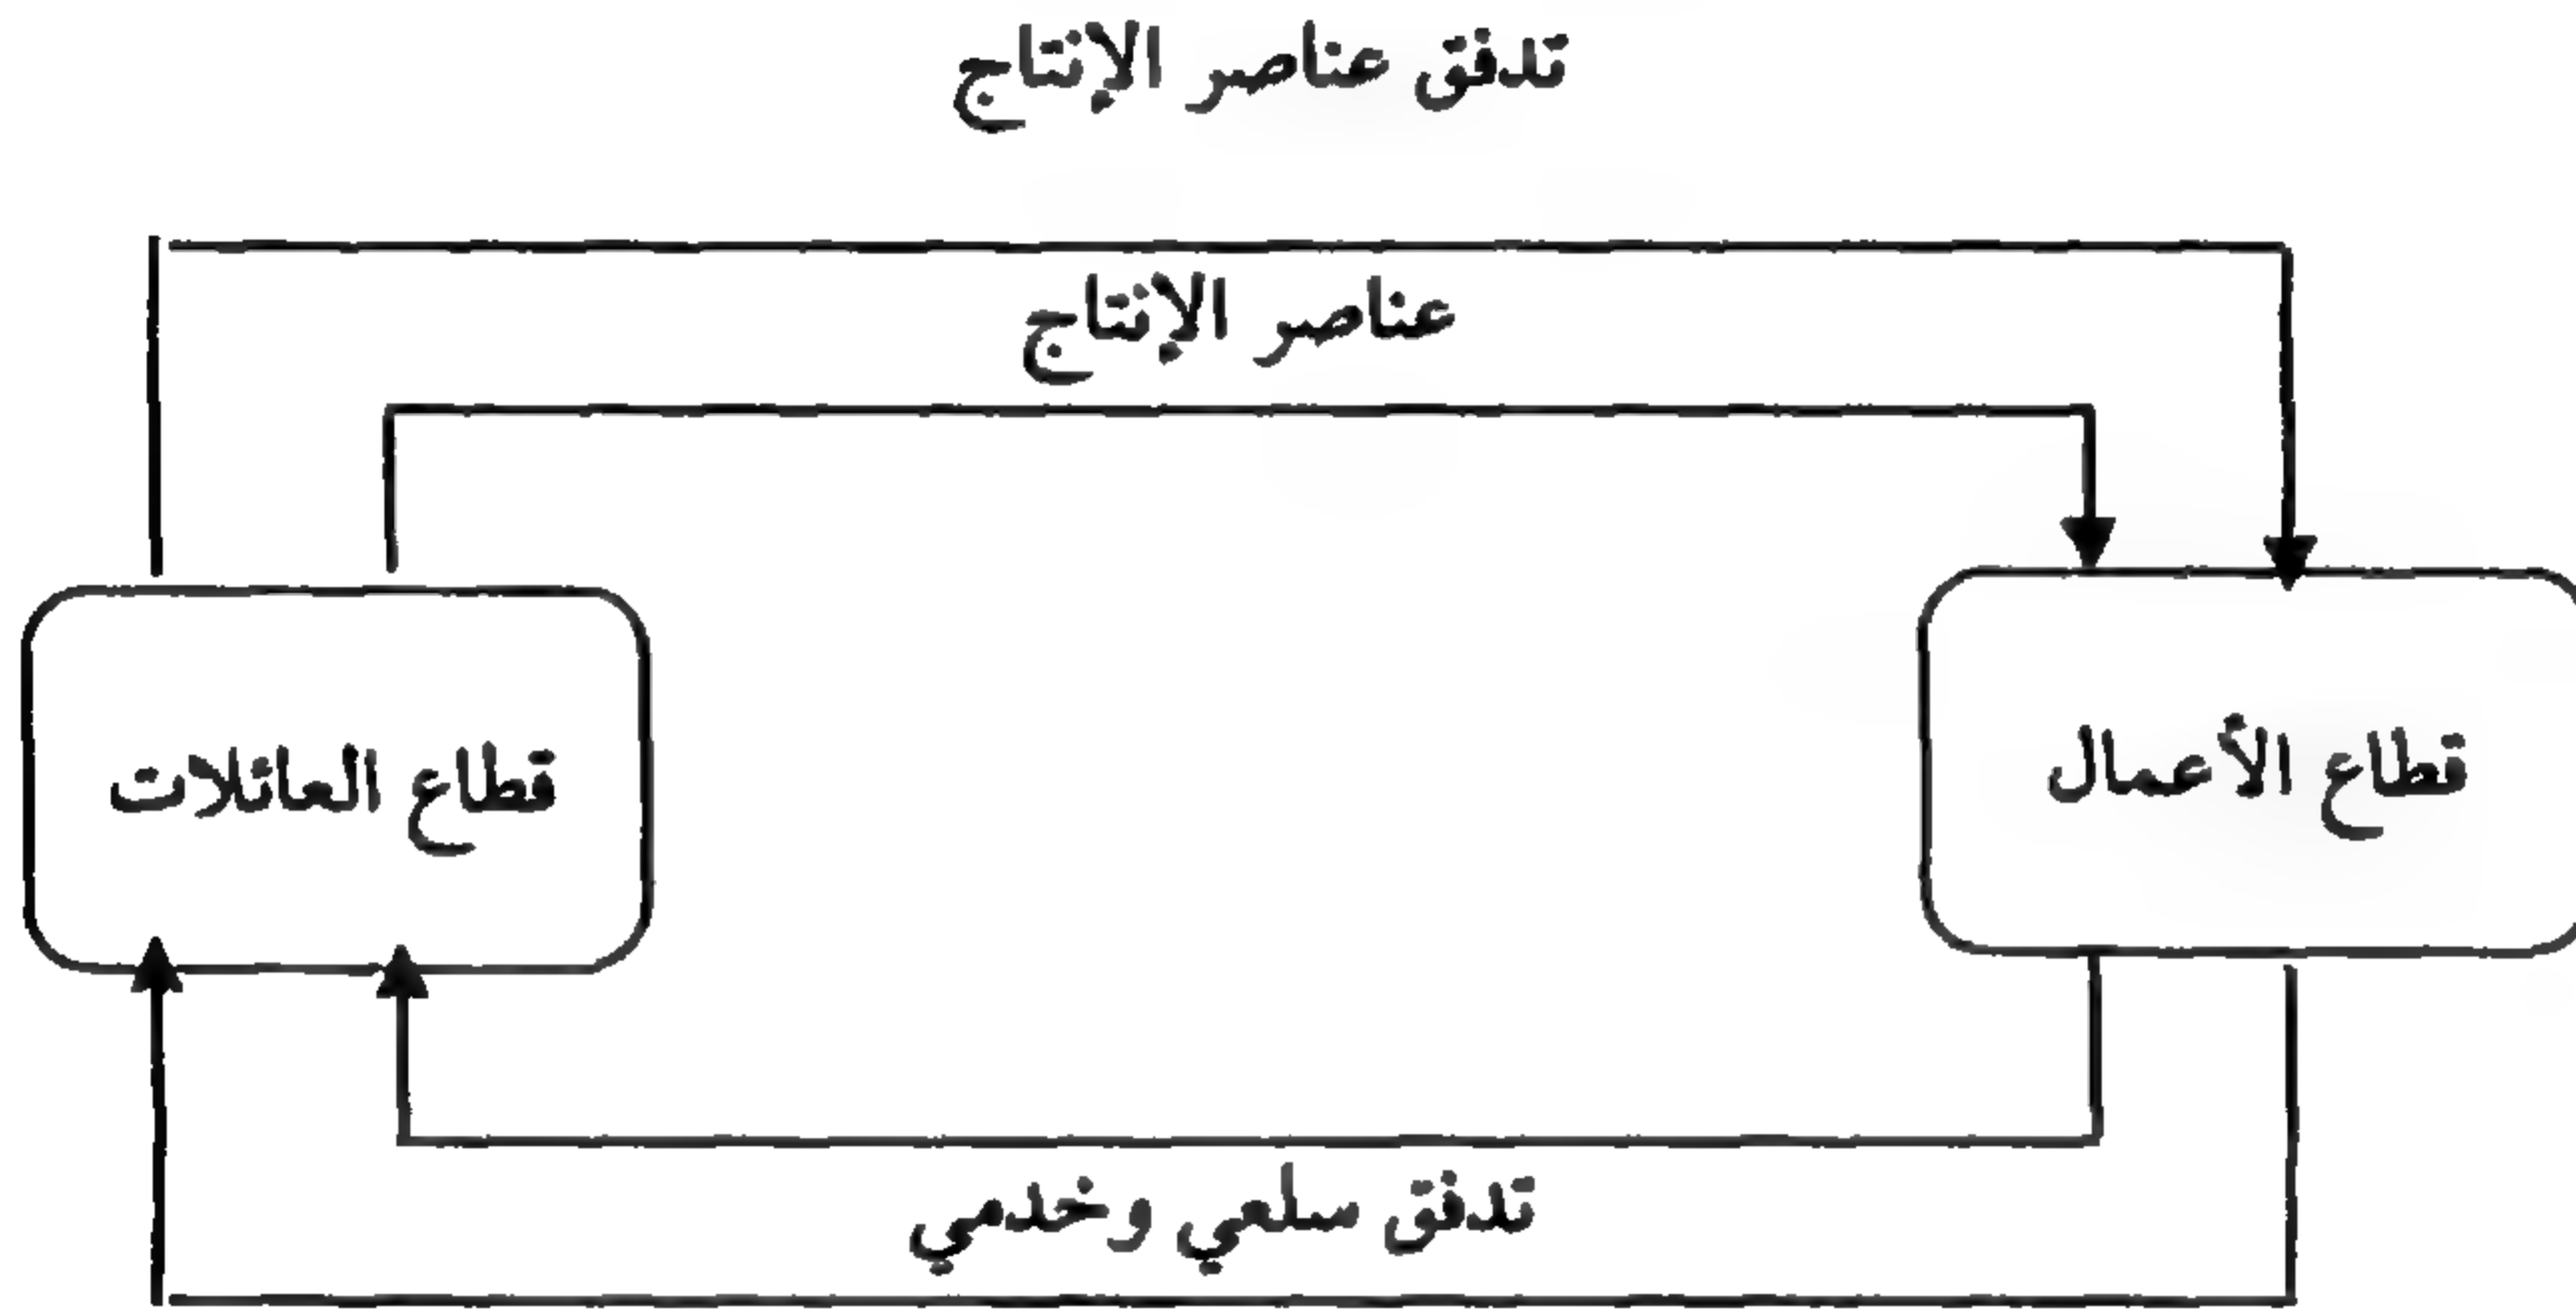 تدفق عناصر الإنتاج
عناصر الإنتاج
قطاع الأعمال
قطاع العائلات
تدفق سلعي وخدمي